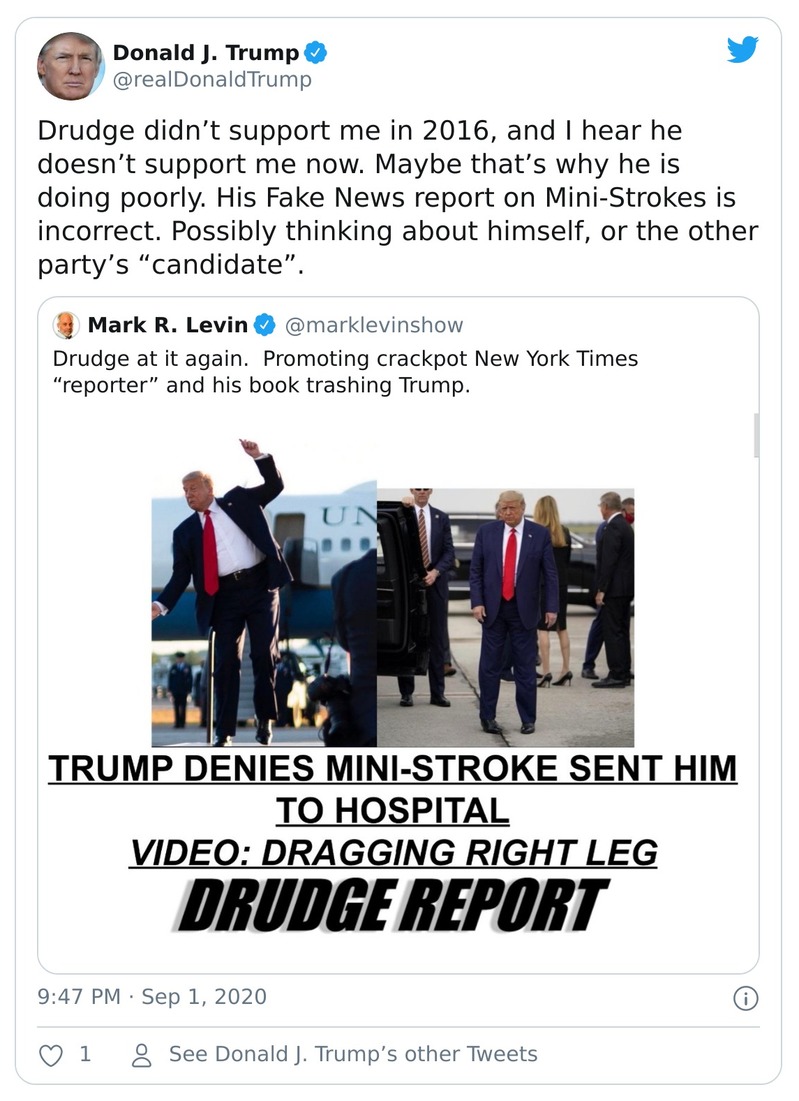 Donald J. Trump
@realDonaldTrump
Drudge didn’t support me in 2016, and I hear he
doesn’t support me now. Maybe that’s why he is
doing poorly. His Fake News report on Mini-Strokes is
incorrect. Possibly thinking about himself, or the other
party’s “candidate”.
Mark R. Levin @marklevinshow
Drudge at it again.  Promoting crackpot New York Times
“reporter” and his book trashing Trump.
UN
TRUMP DENIES MINI-STROKE SENT HIM
TO HOSPITAL
VIDEO: DRAGGING RIGHT LEG
DRUDGE REPORT
9:47 PM · Sep 1, 2020
1
See Donald J. Trump’s other Tweets